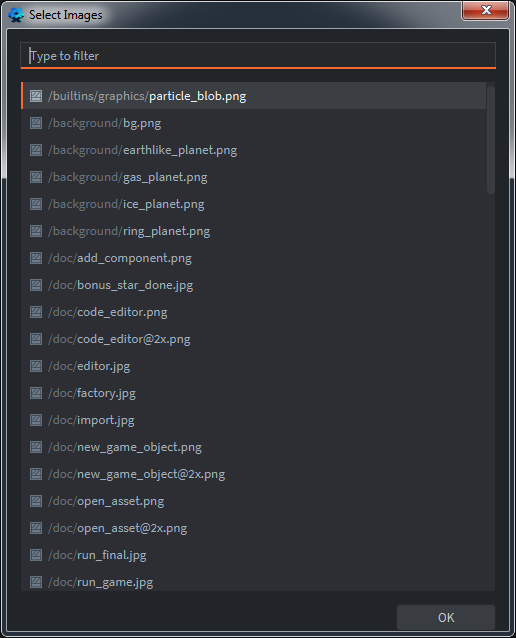 Select Images
Type to filter
/builtins/graphics/particle_blob.png
/background/bg.png
/background/earthlike_planet.png
/background/gas_planet.png
/background/ice_planet.png
/background/ring_planet.png
/doc/add_component.png
/doc/bonus_star_done.jpg
/doc/code_editor.png
/doc/code_editor@2x.png
/doc/editor.jpg
/doc/factory.jpg
/doc/import.jpg
/doc/new_game_object.png
/doc/new_game_object@2x.png
/doc/open_asset.png
/doc/open_asset@2x.png
/doc/run_final.jpg
/doc/run_game.jpg
OK